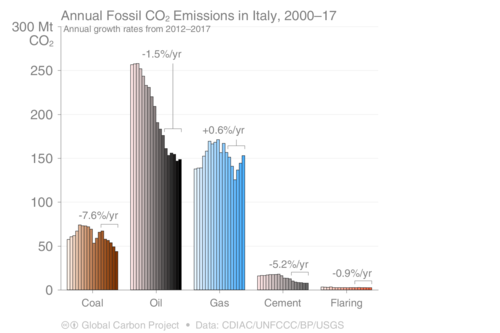 Annual Fossil CO₂ Emissions in Italy, 2000–17
300 Mt
CO₂
Annual growth rates from 2012–2017
250
200
150
100
50
0
-7.6%/yr
-1.5%/yr
+0.6%/yr
-5.2%/yr
-0.9%/yr
Coal
Oil
Gas
Cement
Flaring
Global Carbon Project • Data: CDIAC/UNFCCC/BP/USGS